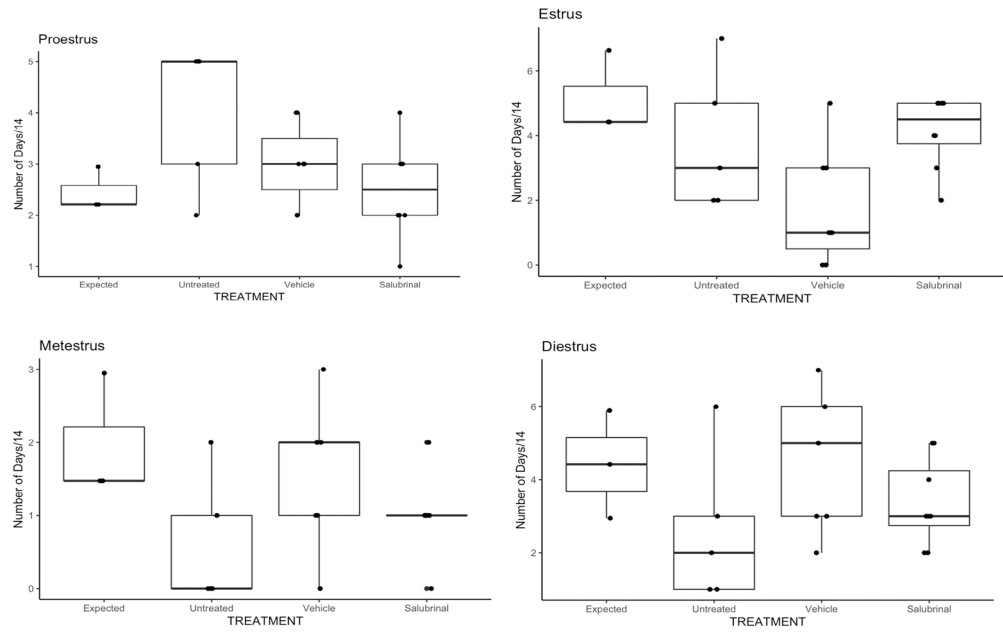 Proestrus
Number of Days/14
5
4
3
2
1
Expected Untreated Vehicle Salubrinal
TREATMENT
Estrus
Number of Days/14
6
4
2
0
Expected Untreated Vehicle Salubrinal
TREATMENT
Metestrus
Number of Days/14
3
2
1
0
Expected Untreated Vehicle Salubrinal
TREATMENT
Diestrus
Number of Days/14
6
4
2
Expected Untreated Vehicle Salubrinal
TREATMENT